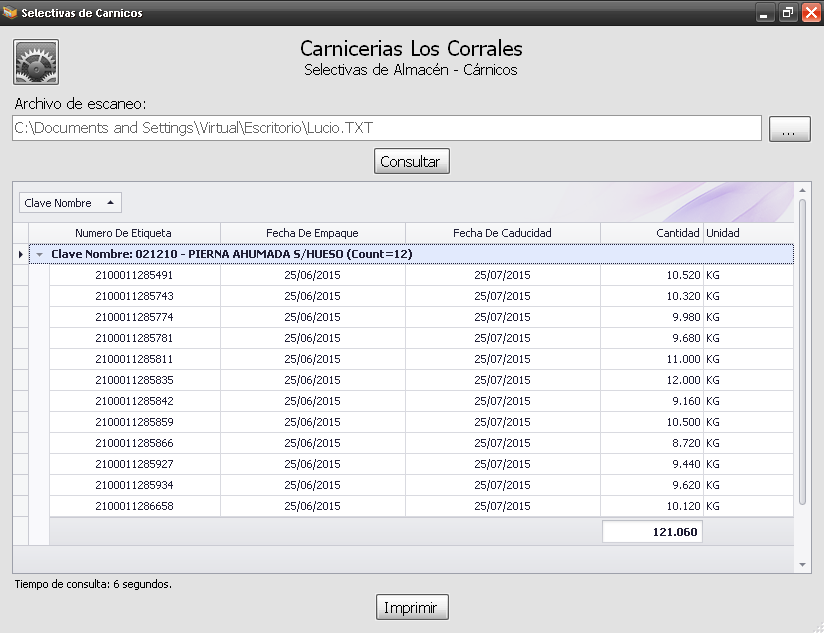 Selectivas de Carnicos
Carnicerias Los Corrales
Selectivas de Almacén - Cárnicos
Archivo de escaneo:
C:\Documents and Settings\Virtual\Escritorio\Lucio.TXT
...
Consultar
Clave Nombre
Numero De Etiqueta Fecha De Empaque Fecha De Caducidad Cantidad Unidad
Clave Nombre: 021210 - PIERNA AHUMADA S/HUESO (Count=12)
2100011285491 25/06/2015 25/07/2015 10.520 KG
2100011285743 25/06/2015 25/07/2015 10.320 KG
2100011285774 25/06/2015 25/07/2015 9.980 KG
2100011285781 25/06/2015 25/07/2015 9.680 KG
2100011285811 25/06/2015 25/07/2015 11.000 KG
2100011285835 25/06/2015 25/07/2015 12.000 KG
2100011285842 25/06/2015 25/07/2015 9.160 KG
2100011285859 25/06/2015 25/07/2015 10.500 KG
2100011285866 25/06/2015 25/07/2015 8.720 KG
2100011285927 25/06/2015 25/07/2015 9.440 KG
2100011285934 25/06/2015 25/07/2015 9.620 KG
2100011286658 25/06/2015 25/07/2015 10.120 KG
121.060
Tiempo de consulta: 6 segundos.
Imprimir